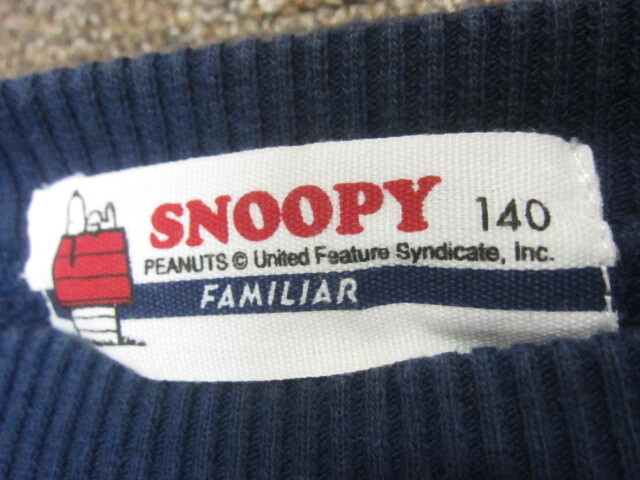 SNOOPY 140
PEANUTS © United Feature Syndicate, Inc.
FAMILIAR